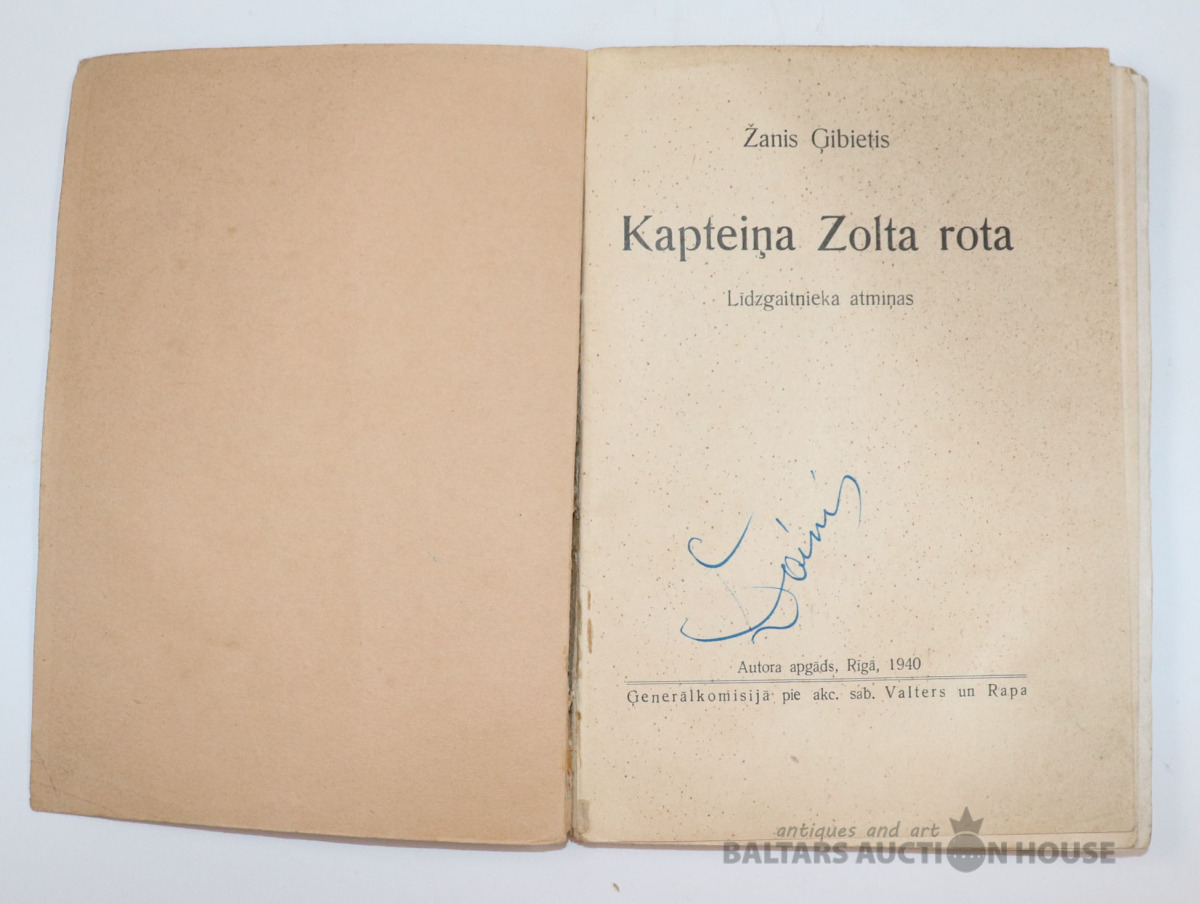 Žanis Ģibietis
Kapteiņa Zolta rota
Līdzgaitnieka atmiņas
Autora apgāds, Rīgā, 1940
Ģenerālkomisijā pie akc. sab. Valters un Rapa
antiques and art
BALTARS AUCTION HOUSE